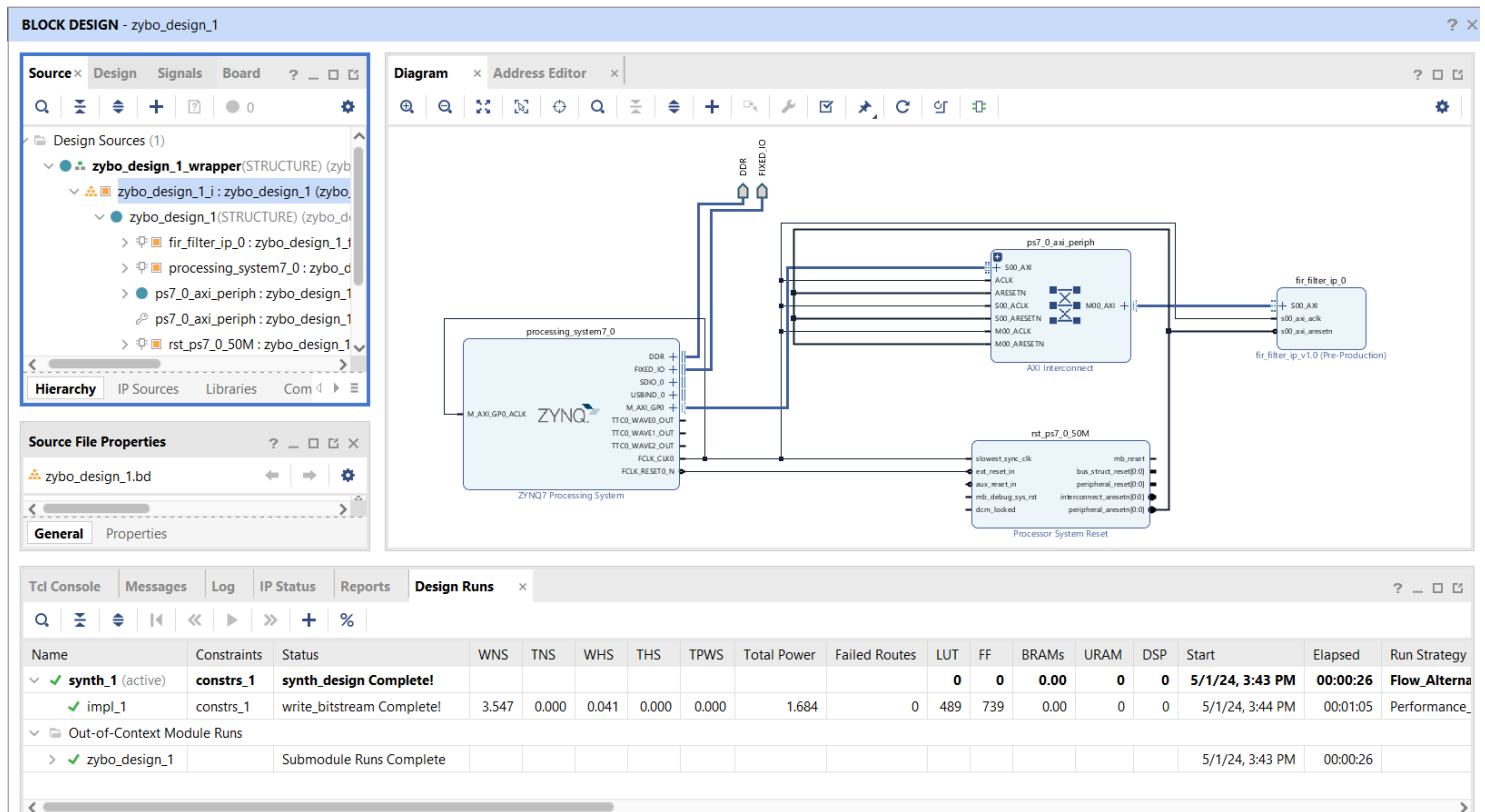 BLOCK DESIGN - zybo_design_1
Source Design Signals Board
0
Design Sources (1)
zybo_design_1_wrapper(STRUCTURE) (zyb
zybo_design_1_i : zybo_design_1 (zybo_
zybo_design_1(STRUCTURE) (zybo_d
fir_filter_ip_0 : zybo_design_1_f
processing_system7_0 : zybo_d
ps7_0_axi_periph : zybo_design_1
ps7_0_axi_periph : zybo_design_1
rst_ps7_0_50M : zybo_design_1
Hierarchy IP Sources Libraries Com
Source File Properties
zybo_design_1.bd
General Properties
Diagram Address Editor
DDR
FIXED_IO
processing_system7_0
DDR
FIXED_IO
SDIO_0
USBIND_0
M_AXI_GP0
TTC0_WAVE0_OUT
TTC0_WAVE1_OUT
TTC0_WAVE2_OUT
FCLK_CLK0
FCLK_RESET0_N
M_AXI_GP0_ACLK
ZYNQ
ZYNQ7 Processing System
ps7_0_axi_periph
S00_AXI
ACLK
ARESETN
S00_ACLK
S00_ARESETN
M00_ACLK
M00_ARESETN
M00_AXI
AXI Interconnect
fir_filter_ip_0
S00_AXI
s00_axi_aclk
s00_axi_aresetn
fir_filter_ip_v1.0 (Pre-Production)
rst_ps7_0_50M
slowest_sync_clk
ext_reset_in
aux_reset_in
mb_debug_sys_rst
dcm_locked
mb_reset
bus_struct_reset[0:0]
peripheral_reset[0:0]
interconnect_aresetn[0:0]
peripheral_aresetn[0:0]
Processor System Reset
Tcl Console Messages Log IP Status Reports Design Runs
Name Constraints Status WNS TNS WHS THS TPWS Total Power Failed Routes LUT FF BRAMs URAM DSP Start Elapsed Run Strategy
synth_1 (active) constrs_1 synth_design Complete! 0 0 0.00 0 0 5/1/24, 3:43 PM 00:00:26 Flow_Alterna
impl_1 constrs_1 write_bitstream Complete! 3.547 0.000 0.041 0.000 0.000 1.684 0 489 739 0.00 0 0 5/1/24, 3:44 PM 00:01:05 Performance_
Out-of-Context Module Runs
zybo_design_1 Submodule Runs Complete 5/1/24, 3:43 PM 00:00:26